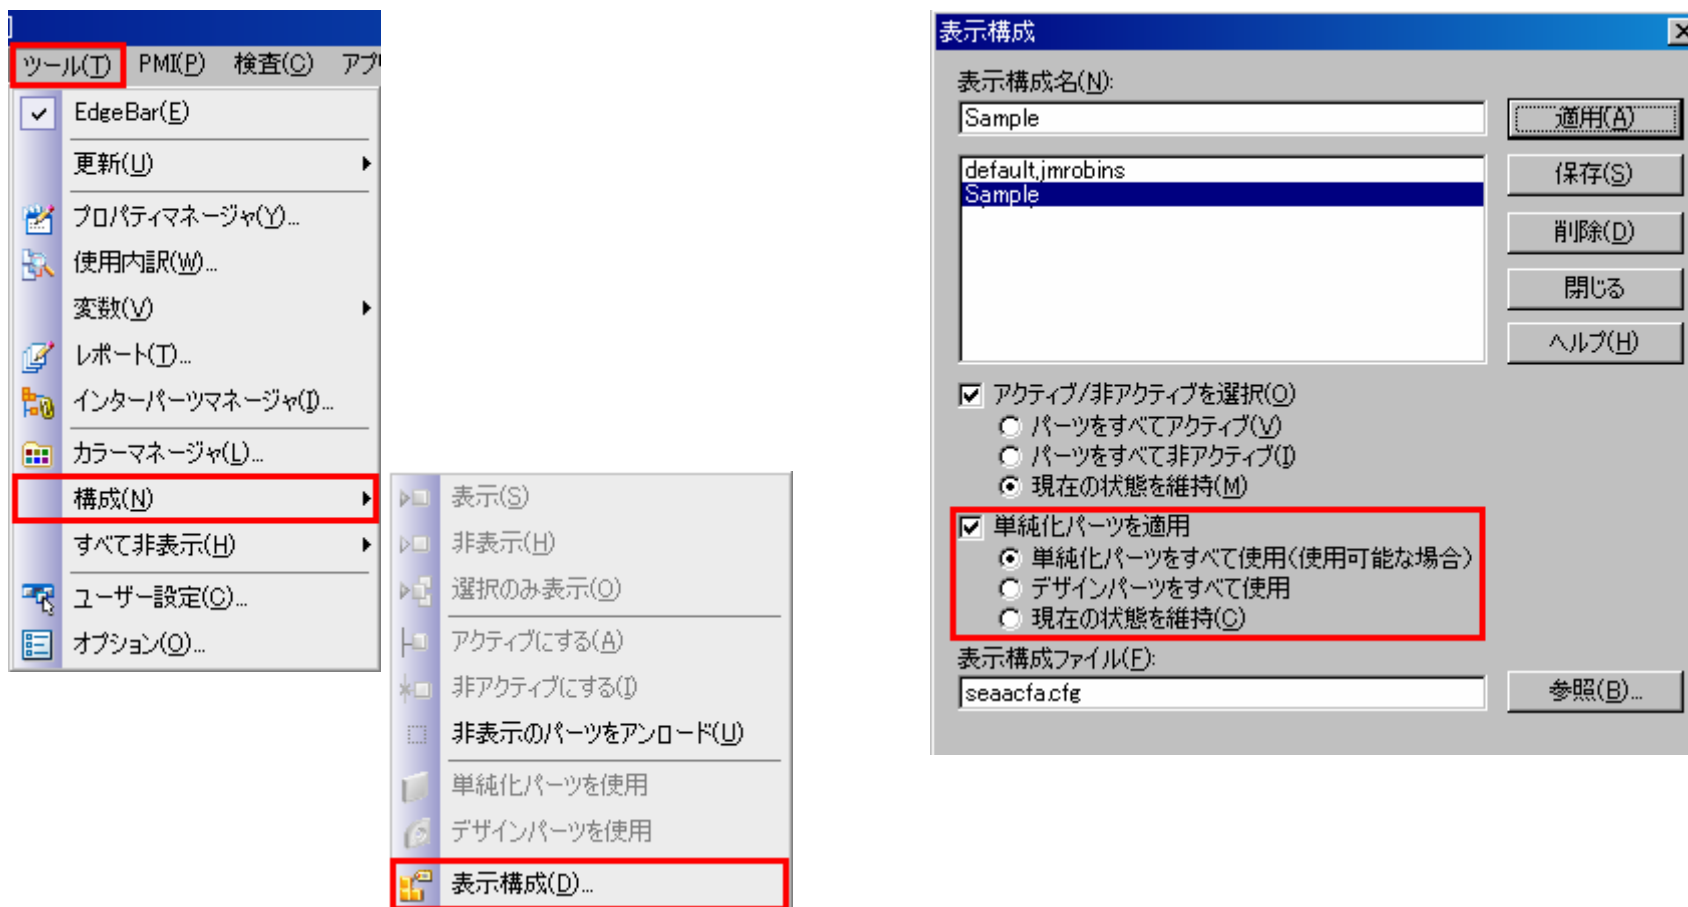 ツール(T) PMI(P) 検査(C) アプ
EdgeBar(E)
更新(U)
プロパティマネージャ(Y)...
使用内訳(W)...
変数(V)
レポート(T)...
インターパーツマネージャ(I)...
カラーマネージャ(L)...
構成(N)
すべて非表示(H)
ユーザー設定(C)...
オプション(O)...
表示(S)
非表示(H)
選択のみ表示(O)
アクティブにする(A)
非アクティブにする(I)
非表示のパーツをアンロード(U)
単純化パーツを使用
デザインパーツを使用
表示構成(D)...
表示構成
表示構成名(N):
Sample
適用(A)
default,jmrobins
Sample
保存(S)
削除(D)
閉じる
ヘルプ(H)
アクティブ/非アクティブを選択(O)
パーツをすべてアクティブ(V)
パーツをすべて非アクティブ(I)
現在の状態を維持(M)
単純化パーツを適用
単純化パーツをすべて使用(使用可能な場合)
デザインパーツをすべて使用
現在の状態を維持(C)
表示構成ファイル(F):
seaacfa.cfg
参照(B)...